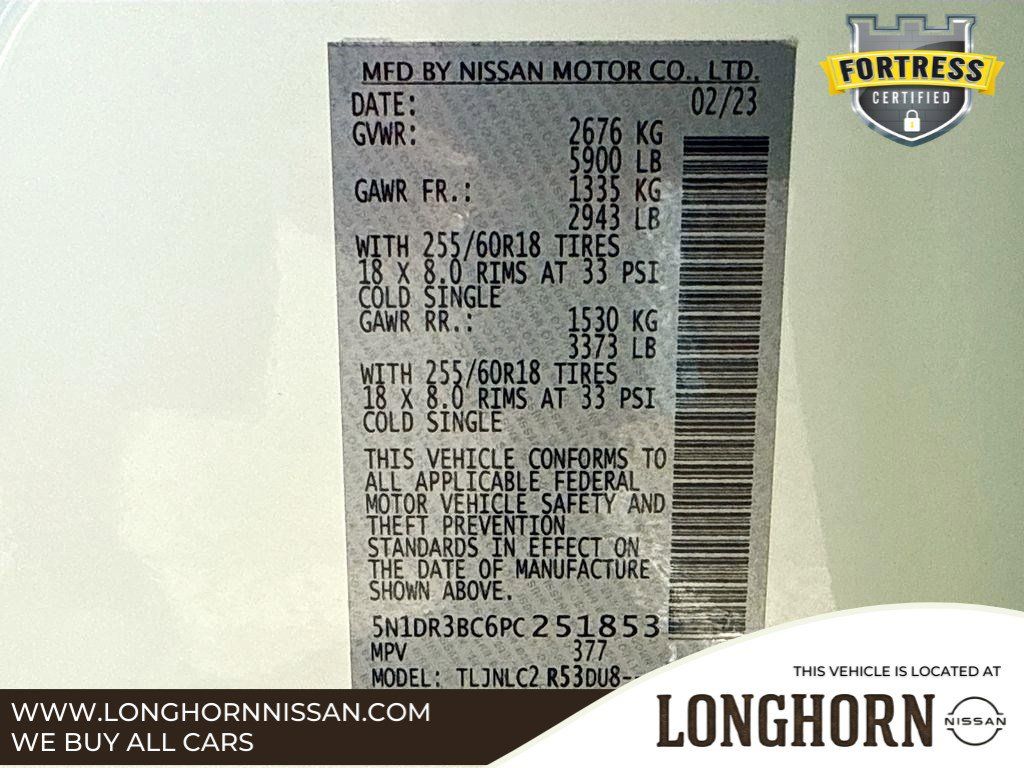 FORTRESS
CERTIFIED
MFD BY NISSAN MOTOR CO., LTD.
DATE: 02/23
GVWR: 2676 KG
5900 LB
GAWR FR.: 1335 KG
2943 LB
WITH 255/60R18 TIRES
18 X 8.0 RIMS AT 33 PSI
COLD SINGLE
GAWR RR.: 1530 KG
3373 LB
WITH 255/60R18 TIRES
18 X 8.0 RIMS AT 33 PSI
COLD SINGLE
THIS VEHICLE CONFORMS TO
ALL APPLICABLE FEDERAL
MOTOR VEHICLE SAFETY AND
THEFT PREVENTION
STANDARDS IN EFFECT ON
THE DATE OF MANUFACTURE
SHOWN ABOVE.
5N1DR3BC6PC251853
MPV 377
MODEL: TLJNLC2 R53DU8--
THIS VEHICLE IS LOCATED AT
LONGHORN NISSAN
WWW.LONGHORNNISSAN.COM
WE BUY ALL CARS